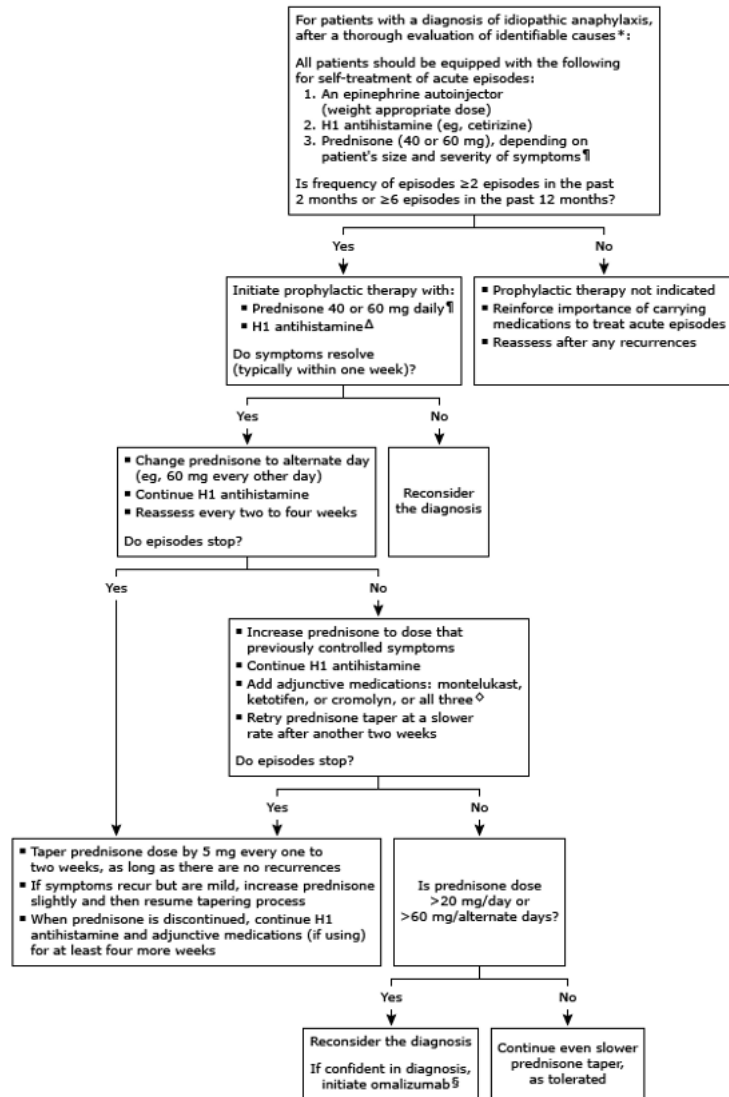 For patients with a diagnosis of idiopathic anaphylaxis,
after a thorough evaluation of identifiable causes*:
All patients should be equipped with the following
for self-treatment of acute episodes:
1. An epinephrine autoinjector
(weight appropriate dose)
2. H1 antihistamine (eg, cetirizine)
3. Prednisone (40 or 60 mg), depending on
patient's size and severity of symptoms¶
Is frequency of episodes ≥2 episodes in the past
2 months or ≥6 episodes in the past 12 months?
Yes
No
Initiate prophylactic therapy with:
▪ Prednisone 40 or 60 mg daily¶
▪ H1 antihistamineΔ
Do symptoms resolve
(typically within one week)?
▪ Prophylactic therapy not indicated
▪ Reinforce importance of carrying
medications to treat acute episodes
▪ Reassess after any recurrences
Yes
No
▪ Change prednisone to alternate day
(eg, 60 mg every other day)
▪ Continue H1 antihistamine
▪ Reassess every two to four weeks
Do episodes stop?
Reconsider
the diagnosis
Yes
No
▪ Increase prednisone to dose that
previously controlled symptoms
▪ Continue H1 antihistamine
▪ Add adjunctive medications: montelukast,
ketotifen, or cromolyn, or all three◇
▪ Retry prednisone taper at a slower
rate after another two weeks
Do episodes stop?
Yes
No
▪ Taper prednisone dose by 5 mg every one to
two weeks, as long as there are no recurrences
▪ If symptoms recur but are mild, increase prednisone
slightly and then resume tapering process
▪ When prednisone is discontinued, continue H1
antihistamine and adjunctive medications (if using)
for at least four more weeks
Is prednisone dose
>20 mg/day or
>60 mg/alternate days?
Yes
No
Reconsider the diagnosis
If confident in diagnosis,
initiate omalizumab§
Continue even slower
prednisone taper,
as tolerated